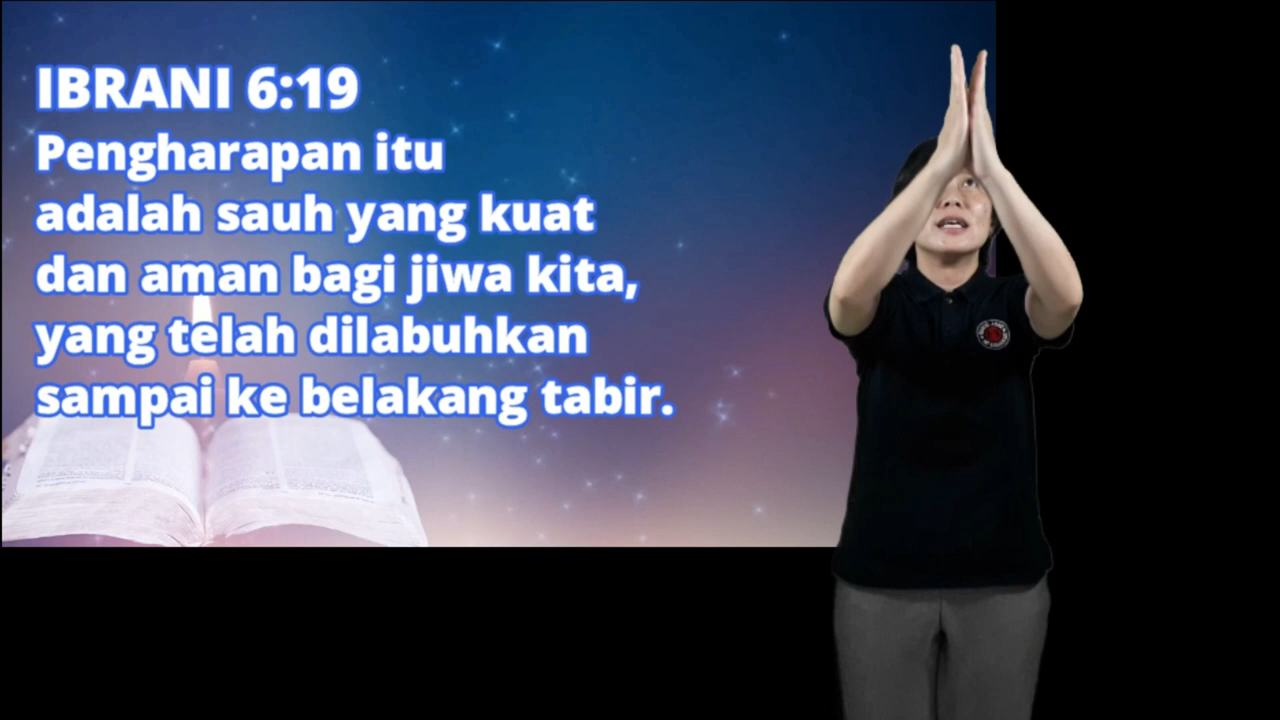 IBRANI 6:19
Pengharapan itu
adalah sauh yang kuat
dan aman bagi jiwa kita,
yang telah dilabuhkan
sampai ke belakang tabir.